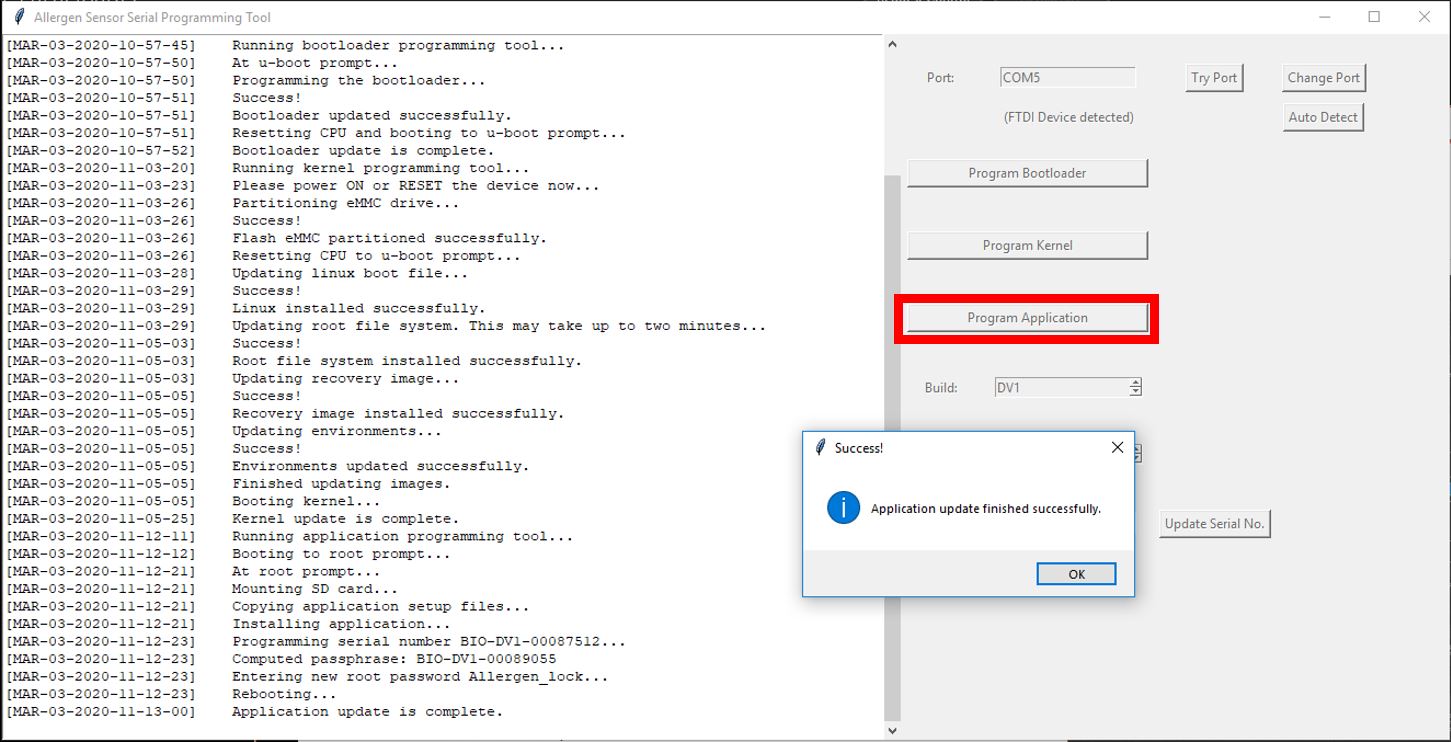 Allergen Sensor Serial Programming Tool
[MAR-03-2020-10-57-45] Running bootloader programming tool...
[MAR-03-2020-10-57-50] At u-boot prompt...
[MAR-03-2020-10-57-50] Programming the bootloader...
[MAR-03-2020-10-57-51] Success!
[MAR-03-2020-10-57-51] Bootloader updated successfully.
[MAR-03-2020-10-57-51] Resetting CPU and booting to u-boot prompt...
[MAR-03-2020-10-57-52] Bootloader update is complete.
[MAR-03-2020-11-03-20] Running kernel programming tool...
[MAR-03-2020-11-03-23] Please power ON or RESET the device now...
[MAR-03-2020-11-03-26] Partitioning eMMC drive...
[MAR-03-2020-11-03-26] Success!
[MAR-03-2020-11-03-26] Flash eMMC partitioned successfully.
[MAR-03-2020-11-03-26] Resetting CPU to u-boot prompt...
[MAR-03-2020-11-03-28] Updating linux boot file...
[MAR-03-2020-11-03-29] Success!
[MAR-03-2020-11-03-29] Linux installed successfully.
[MAR-03-2020-11-03-29] Updating root file system. This may take up to two minutes...
[MAR-03-2020-11-05-03] Success!
[MAR-03-2020-11-05-03] Root file system installed successfully.
[MAR-03-2020-11-05-03] Updating recovery image...
[MAR-03-2020-11-05-05] Success!
[MAR-03-2020-11-05-05] Recovery image installed successfully.
[MAR-03-2020-11-05-05] Updating environments...
[MAR-03-2020-11-05-05] Success!
[MAR-03-2020-11-05-05] Environments updated successfully.
[MAR-03-2020-11-05-05] Finished updating images.
[MAR-03-2020-11-05-05] Booting kernel...
[MAR-03-2020-11-05-25] Kernel update is complete.
[MAR-03-2020-11-12-11] Running application programming tool...
[MAR-03-2020-11-12-12] Booting to root prompt...
[MAR-03-2020-11-12-21] At root prompt...
[MAR-03-2020-11-12-21] Mounting SD card...
[MAR-03-2020-11-12-21] Copying application setup files...
[MAR-03-2020-11-12-21] Installing application...
[MAR-03-2020-11-12-23] Programming serial number BIO-DV1-00087512...
[MAR-03-2020-11-12-23] Computed passphrase: BIO-DV1-00089055
[MAR-03-2020-11-12-23] Entering new root password Allergen_lock...
[MAR-03-2020-11-12-23] Rebooting...
[MAR-03-2020-11-13-00] Application update is complete.
Port: COM5 Try Port Change Port
(FTDI Device detected) Auto Detect
Program Bootloader
Program Kernel
Program Application
Build: DV1
Success!
Application update finished successfully.
OK
Update Serial No.